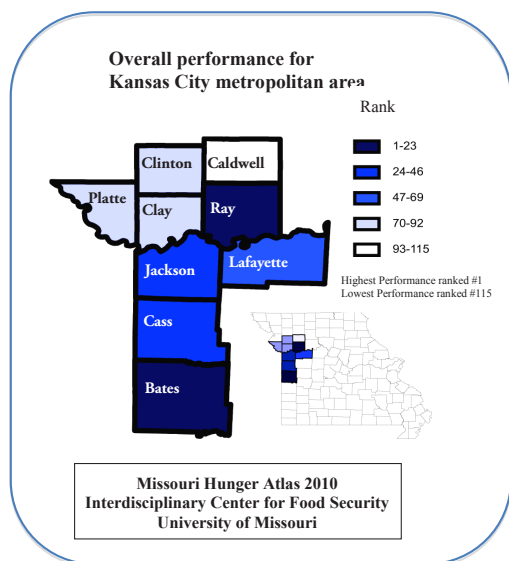 Overall performance for
Kansas City metropolitan area
Rank
1-23
24-46
47-69
70-92
93-115
Highest Performance ranked #1
Lowest Performance ranked #115
Clinton
Caldwell
Platte
Clay
Ray
Jackson
Lafayette
Cass
Bates
Missouri Hunger Atlas 2010
Interdisciplinary Center for Food Security
University of Missouri